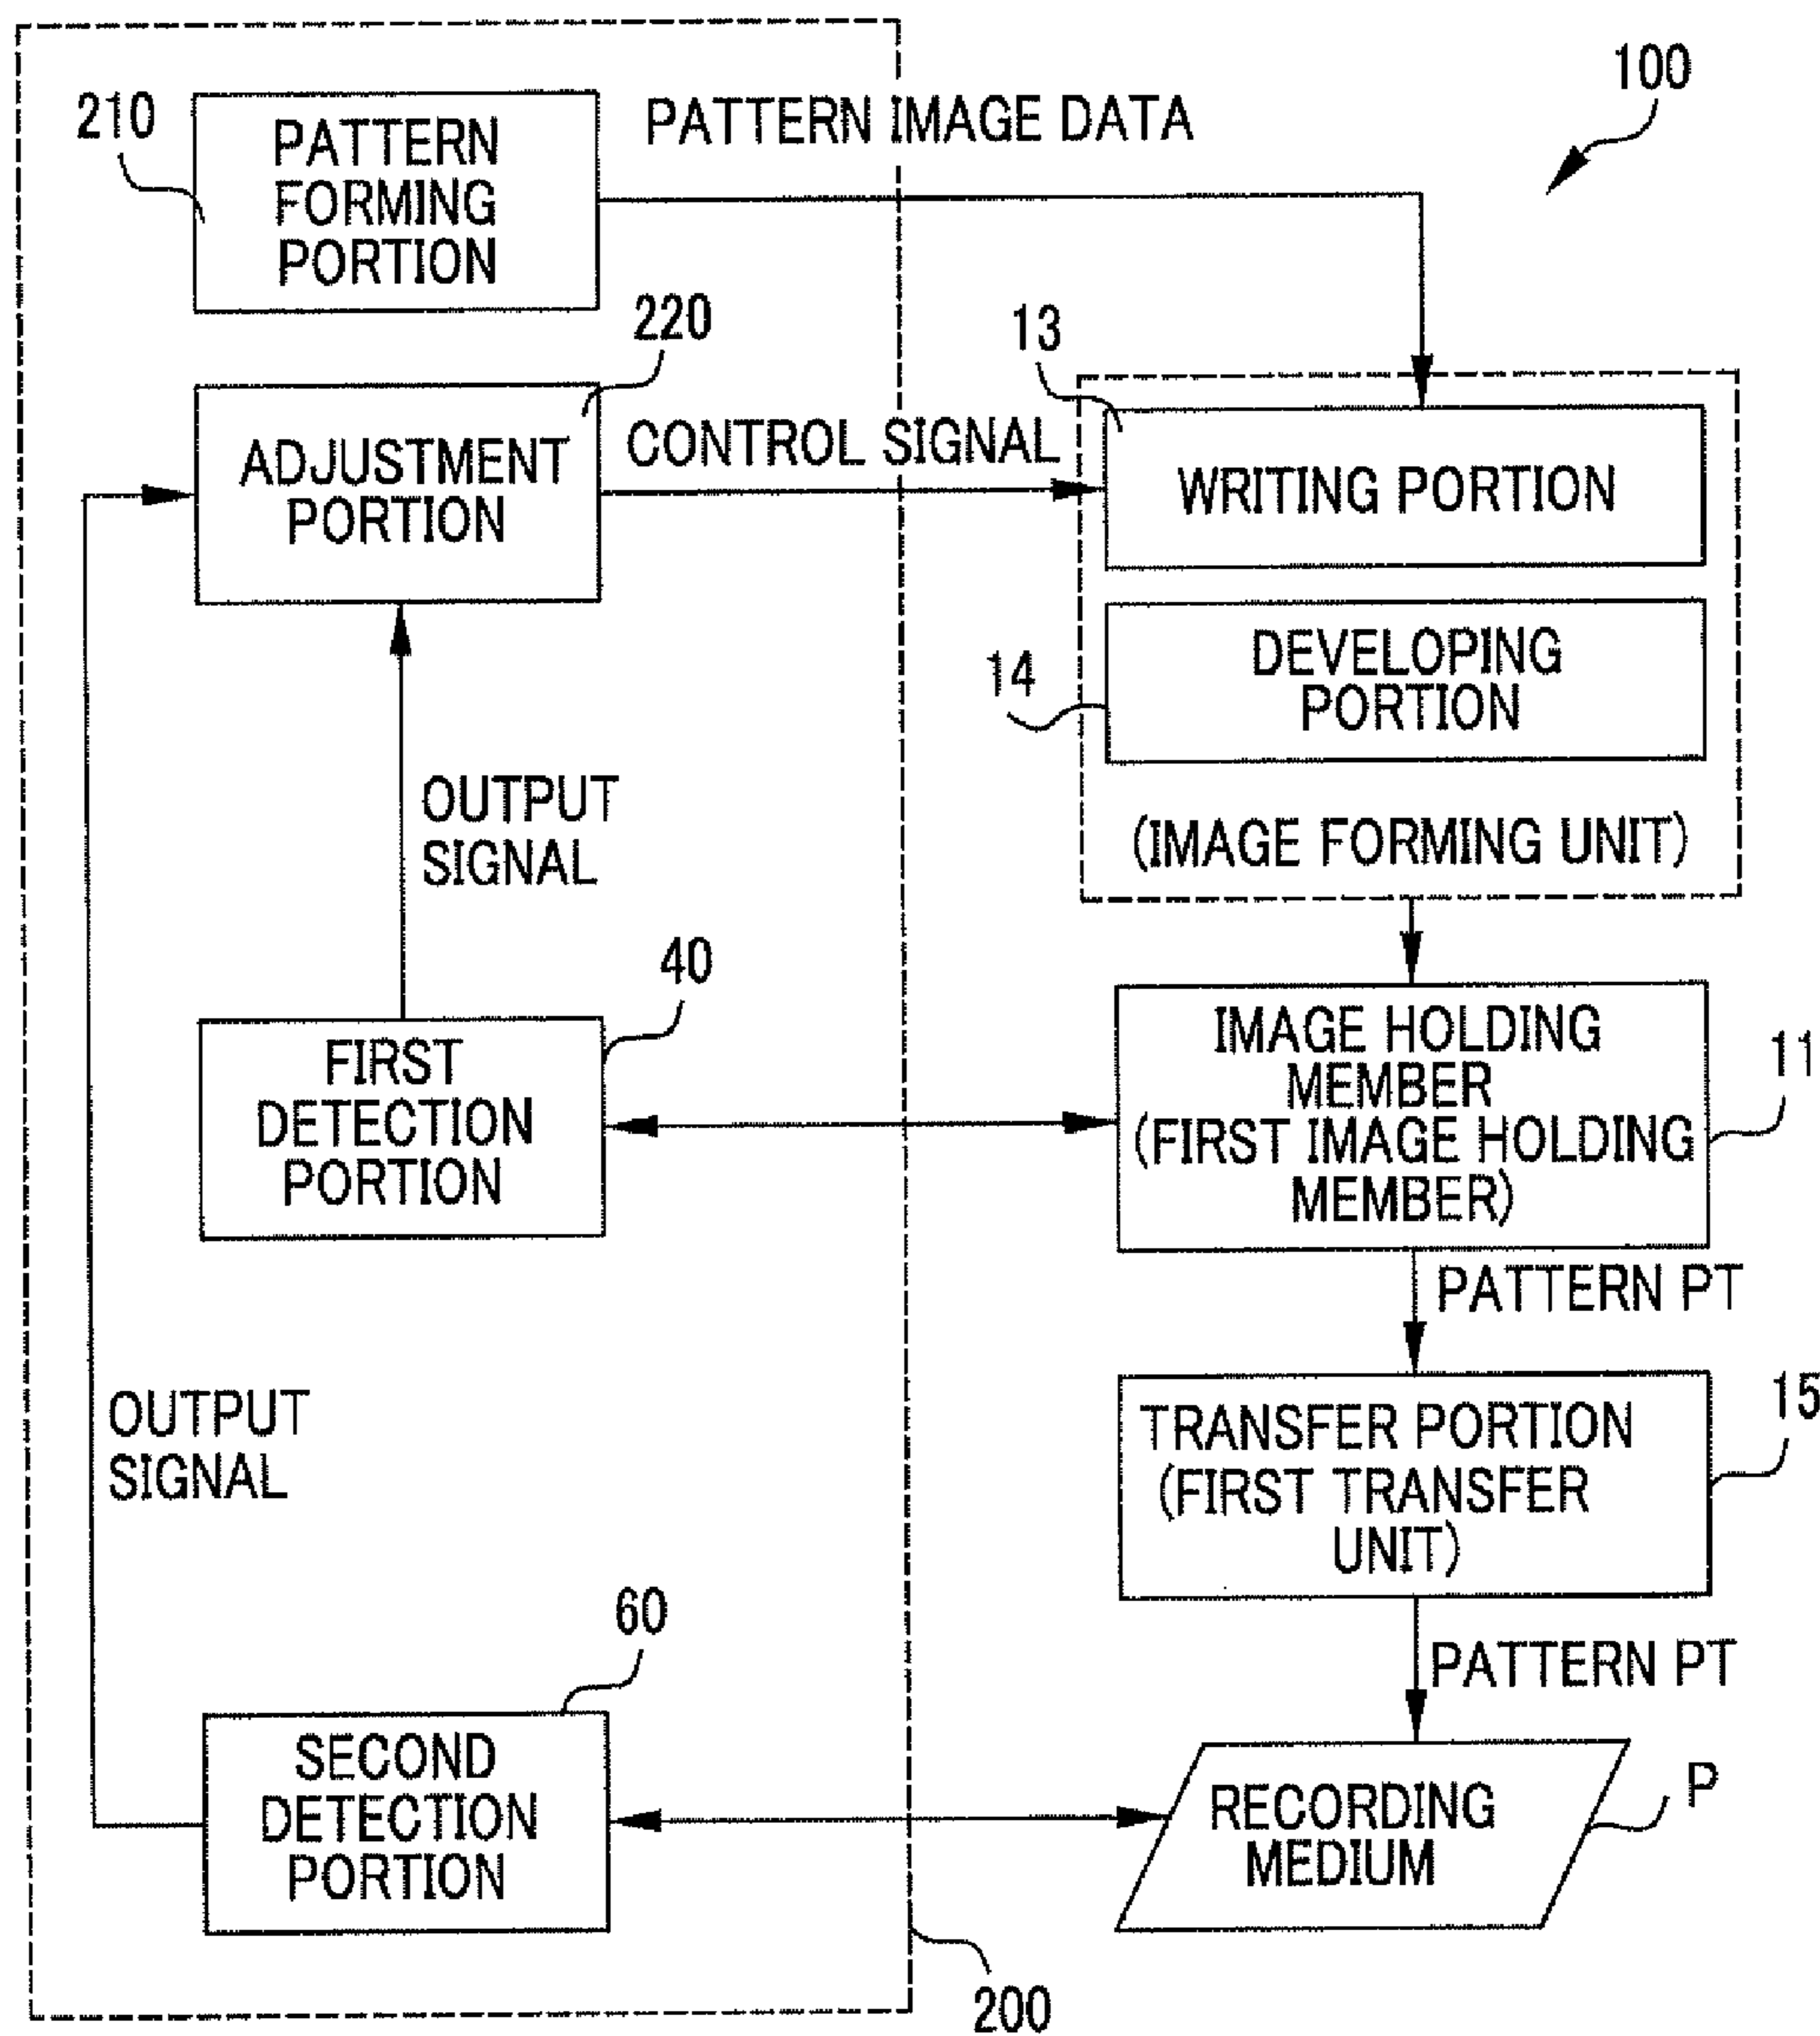 100
210
PATTERN
FORMING
PORTION
PATTERN IMAGE DATA
220
ADJUSTMENT
PORTION
CONTROL SIGNAL
13
WRITING PORTION
14
DEVELOPING
PORTION
(IMAGE FORMING UNIT)
OUTPUT
SIGNAL
40
FIRST
DETECTION
PORTION
IMAGE HOLDING
MEMBER
(FIRST IMAGE HOLDING
MEMBER)
11
PATTERN PT
OUTPUT
SIGNAL
TRANSFER PORTION
(FIRST TRANSFER
UNIT)
15
PATTERN PT
60
SECOND
DETECTION
PORTION
RECORDING
MEDIUM
P
200